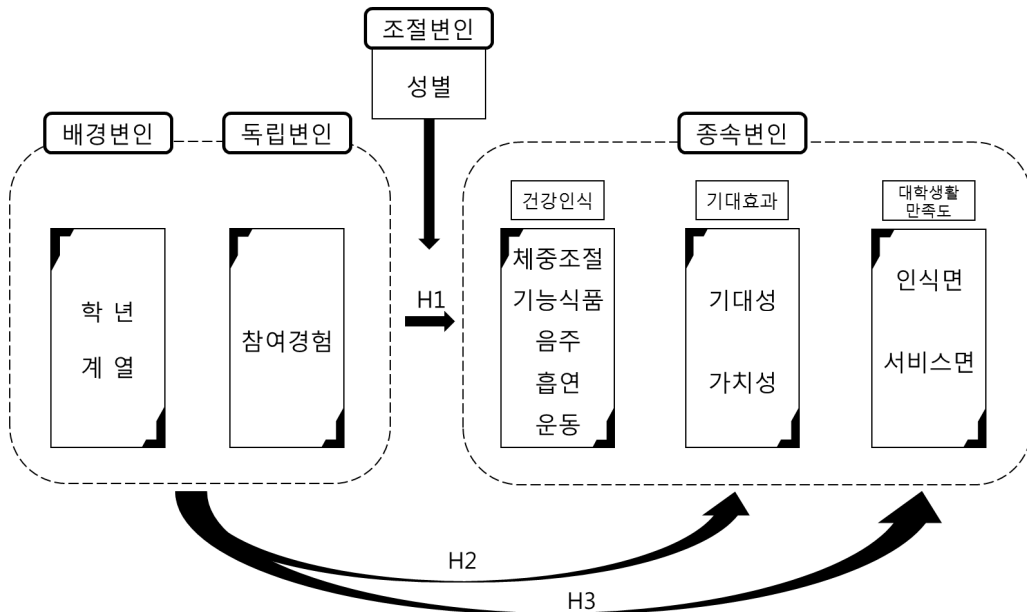 조절변인
성별
배경변인
독립변인
종속변인
학 년
계 열
참여경험
H1
건강인식
체중조절
기능식품
음주
흡연
운동
기대효과
기대성
가치성
대학생활
만족도
인식면
서비스면
H2
H3